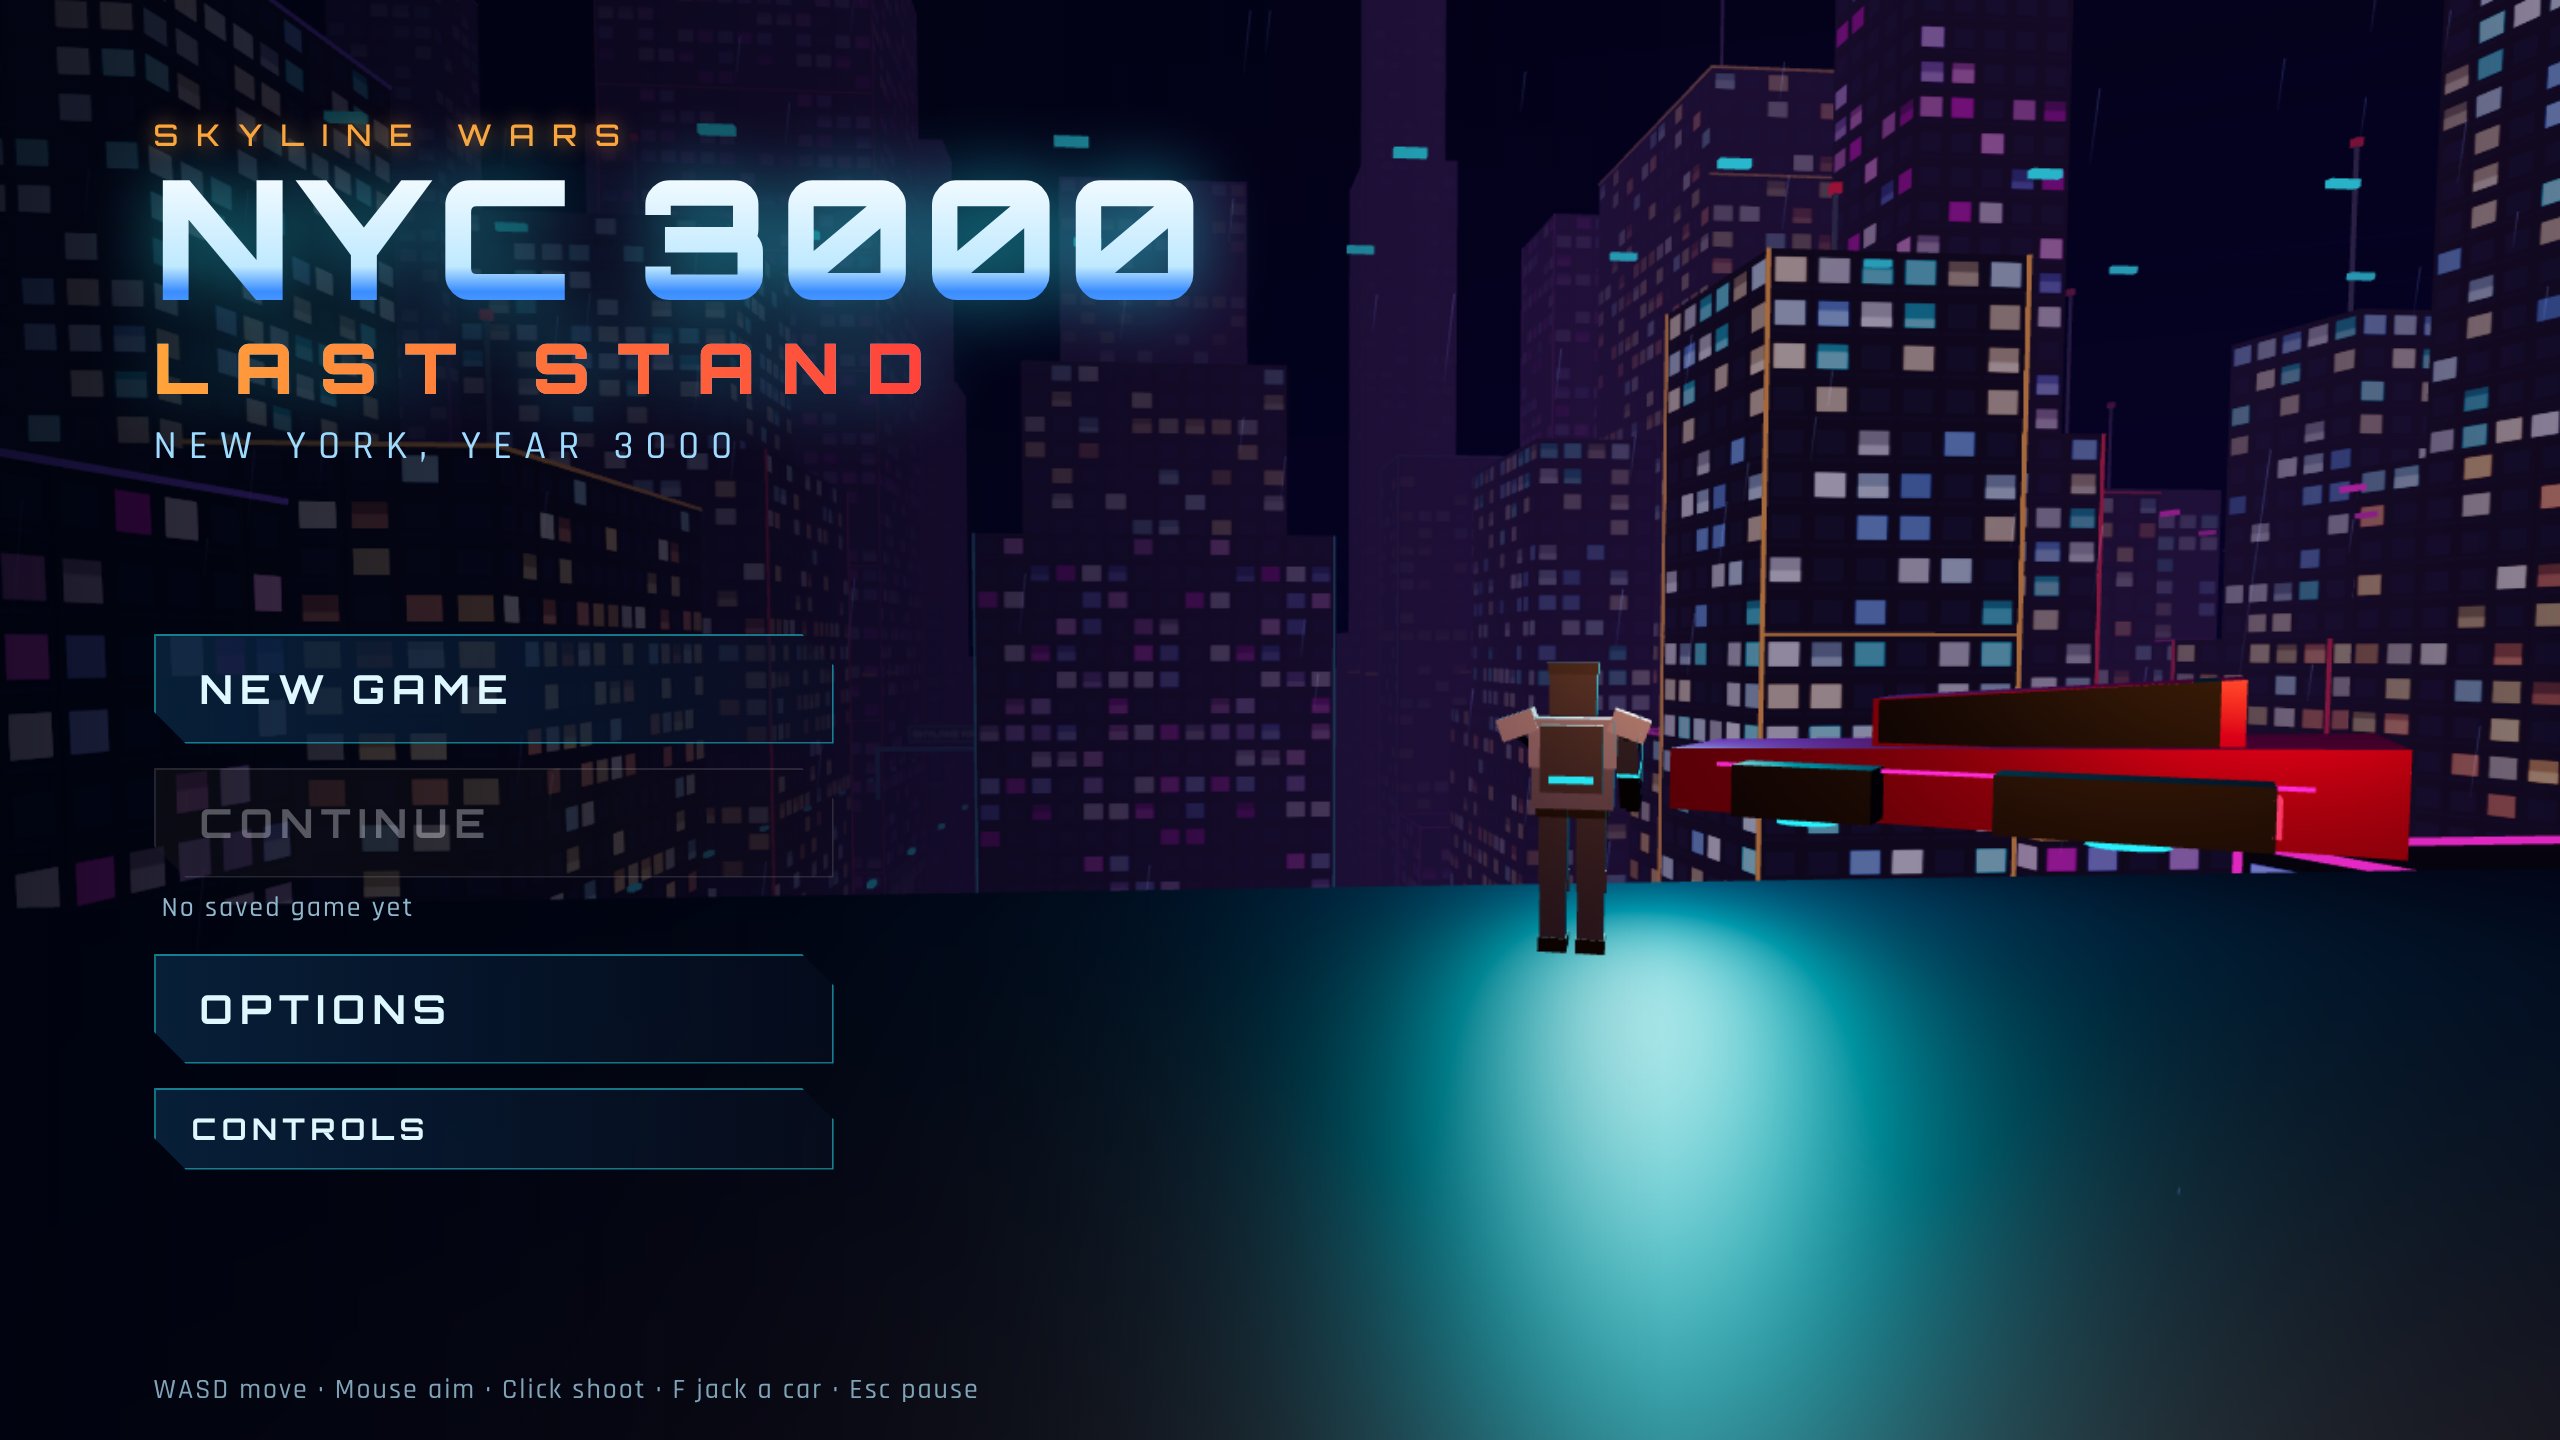 SKYLINE WARS
NYC 3000
LAST STAND
NEW YORK, YEAR 3000
NEW GAME
CONTINUE
No saved game yet
OPTIONS
CONTROLS
WASD move · Mouse aim · Click shoot · F jack a car · Esc pause